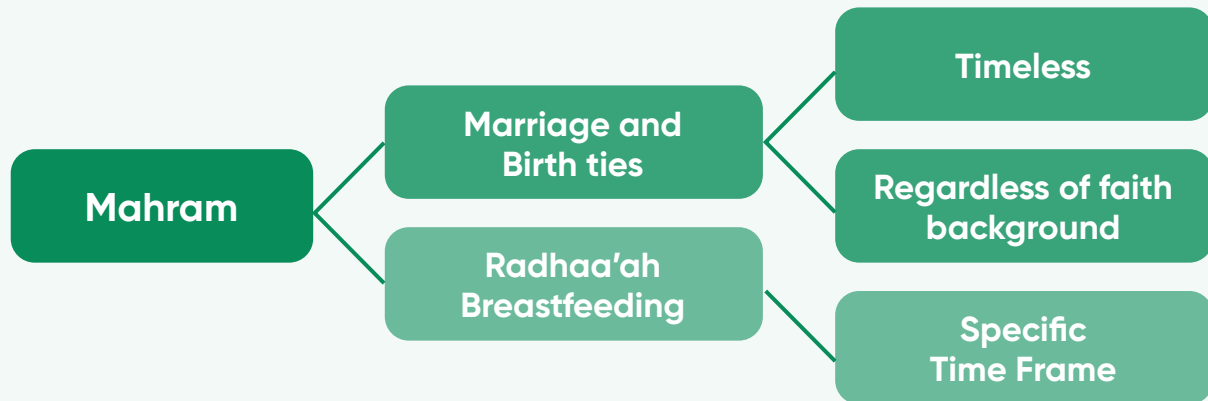 Mahram
Marriage and
Birth ties
Timeless
Regardless of faith
background
Radhaa’ah
Breastfeeding
Specific
Time Frame